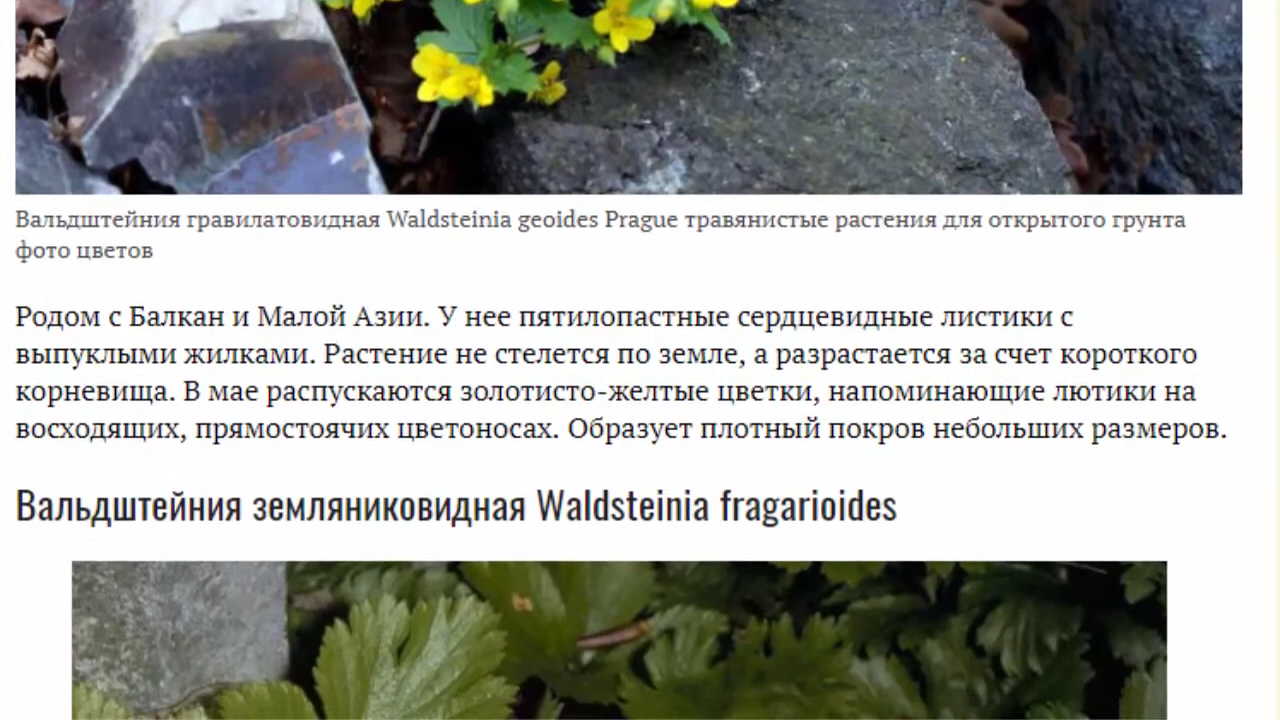 Вальдштейния гравилатовидная Waldsteinia geoides Prague травянистые растения для открытого грунта
фото цветов
Родом с Балкан и Малой Азии. У нее пятилопастные сердцевидные листики с
выпуклыми жилками. Растение не стелется по земле, а разрастается за счет короткого
корневища. В мае распускаются золотисто-желтые цветки, напоминающие лютики на
восходящих, прямостоячих цветоносах. Образует плотный покров небольших размеров.
Вальдштейния земляниковидная Waldsteinia fragarioides